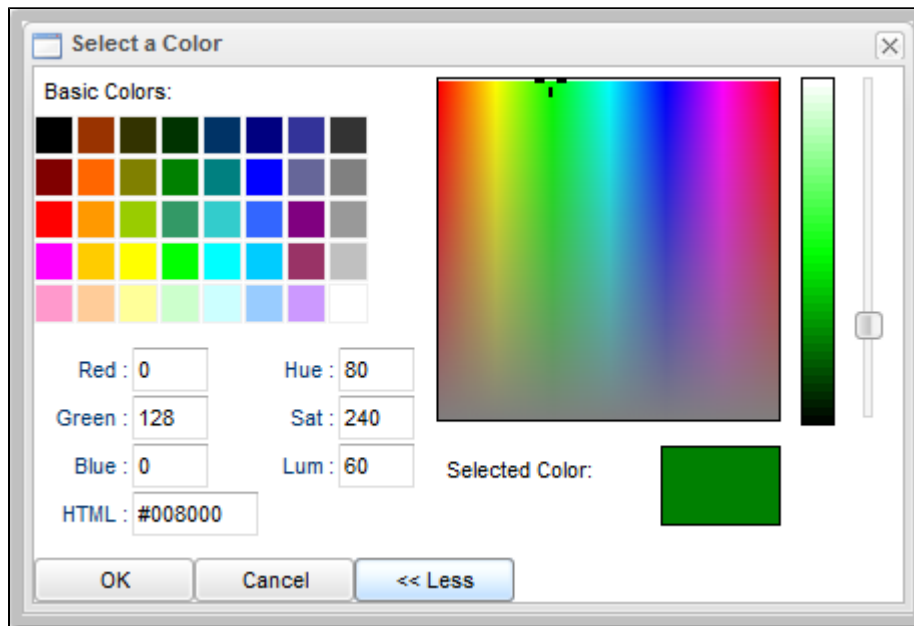 Select a Color
Basic Colors:
Red : 0 Hue : 80
Green : 128 Sat : 240
Blue : 0 Lum : 60
HTML : #008000
Selected Color:
OK Cancel << Less